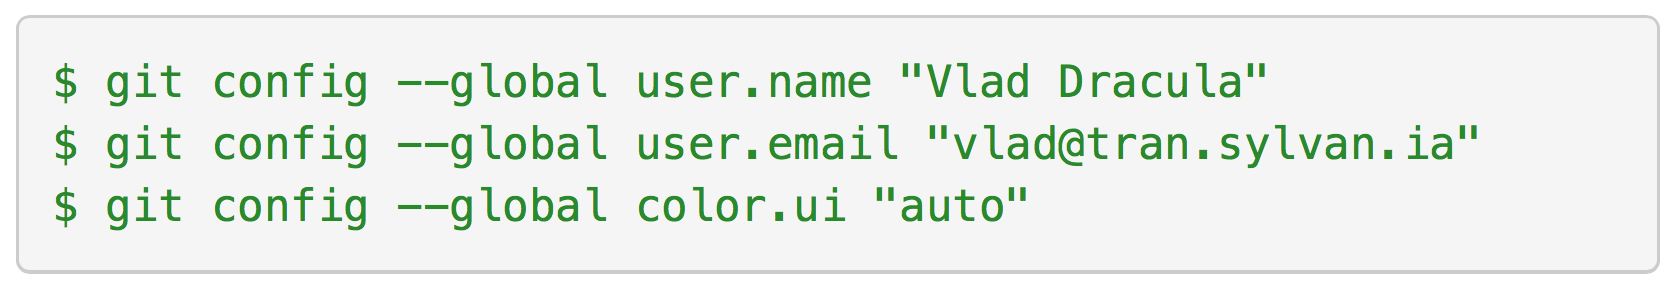 $ git config --global user.name "Vlad Dracula"
$ git config --global user.email "vlad@tran.sylvan.ia"
$ git config --global color.ui "auto"